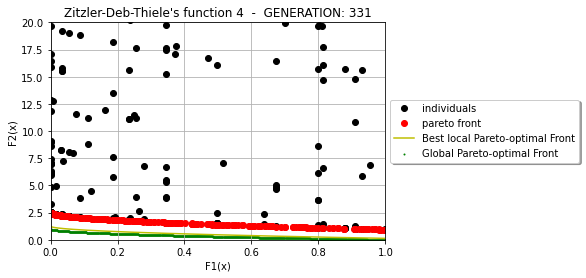 Zitzler-Deb-Thiele's function 4 - GENERATION: 331
20.0
17.5
15.0
12.5
10.0
7.5
5.0
2.5
0.0
F2(x)
0.0 0.2 0.4 0.6 0.8 1.0
F1(x)
individuals
pareto front
Best local Pareto-optimal Front
Global Pareto-optimal Front